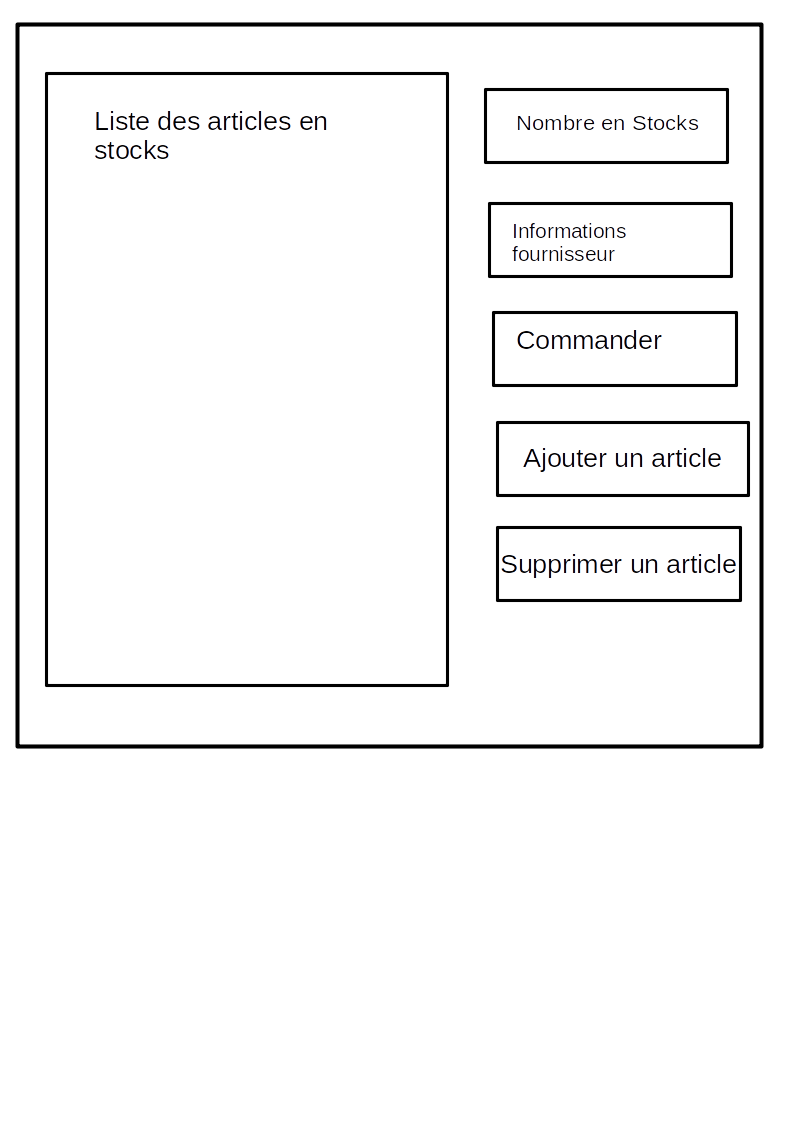 Liste des articles en
stocks
Nombre en Stocks
Informations
fournisseur
Commander
Ajouter un article
Supprimer un article